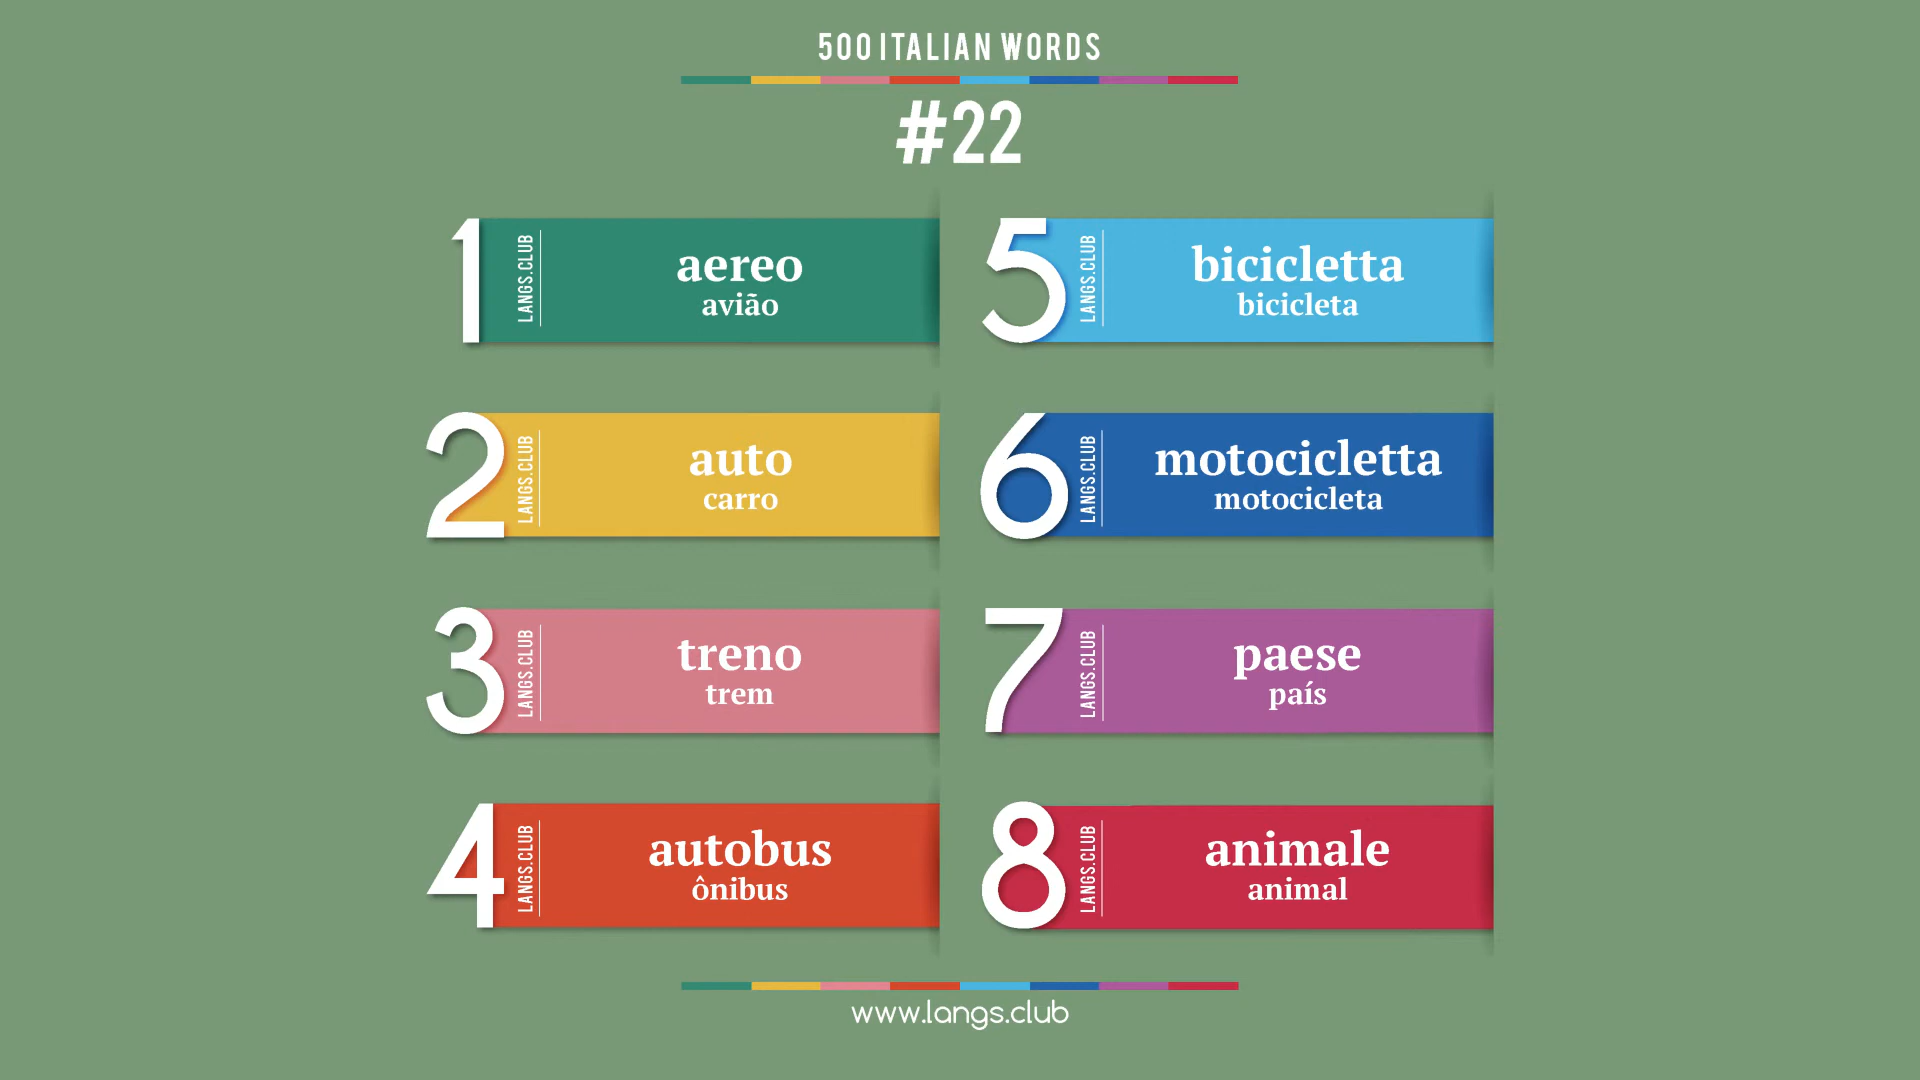 500 ITALIAN WORDS
#22
1
LANGS.CLUB
aereo
avião
2
LANGS.CLUB
auto
carro
3
LANGS.CLUB
treno
trem
4
LANGS.CLUB
autobus
ônibus
5
LANGS.CLUB
bicicletta
bicicleta
6
LANGS.CLUB
motocicletta
motocicleta
7
LANGS.CLUB
paese
país
8
LANGS.CLUB
animale
animal
www.langs.club